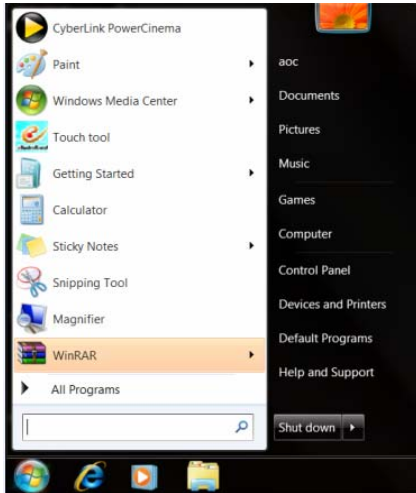 CyberLink PowerCinema
Paint
Windows Media Center
Touch tool
Getting Started
Calculator
Sticky Notes
Snipping Tool
Magnifier
WinRAR
All Programs
aoc
Documents
Pictures
Music
Games
Computer
Control Panel
Devices and Printers
Default Programs
Help and Support
Shut down